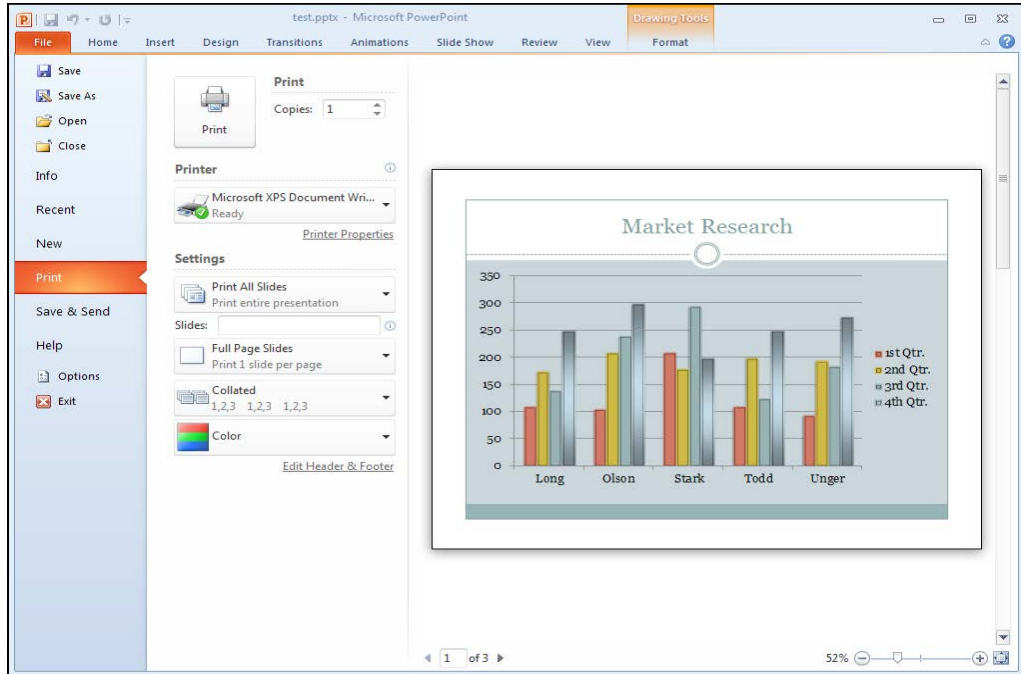 test.pptx - Microsoft PowerPoint
Drawing Tools
File Home Insert Design Transitions Animations Slide Show Review View Format
Save
Save As
Open
Close
Info
Recent
New
Print
Save & Send
Help
Options
Exit
Print
Print
Copies: 1
Printer
Microsoft XPS Document Wri...
Ready
Printer Properties
Settings
Print All Slides
Print entire presentation
Slides:
Full Page Slides
Print 1 slide per page
Collated
1,2,3 1,2,3 1,2,3
Color
Edit Header & Footer
Market Research
350
300
250
200
150
100
50
0
Long Olson Stark Todd Unger
1st Qtr.
2nd Qtr.
3rd Qtr.
4th Qtr.
1 of 3
52%